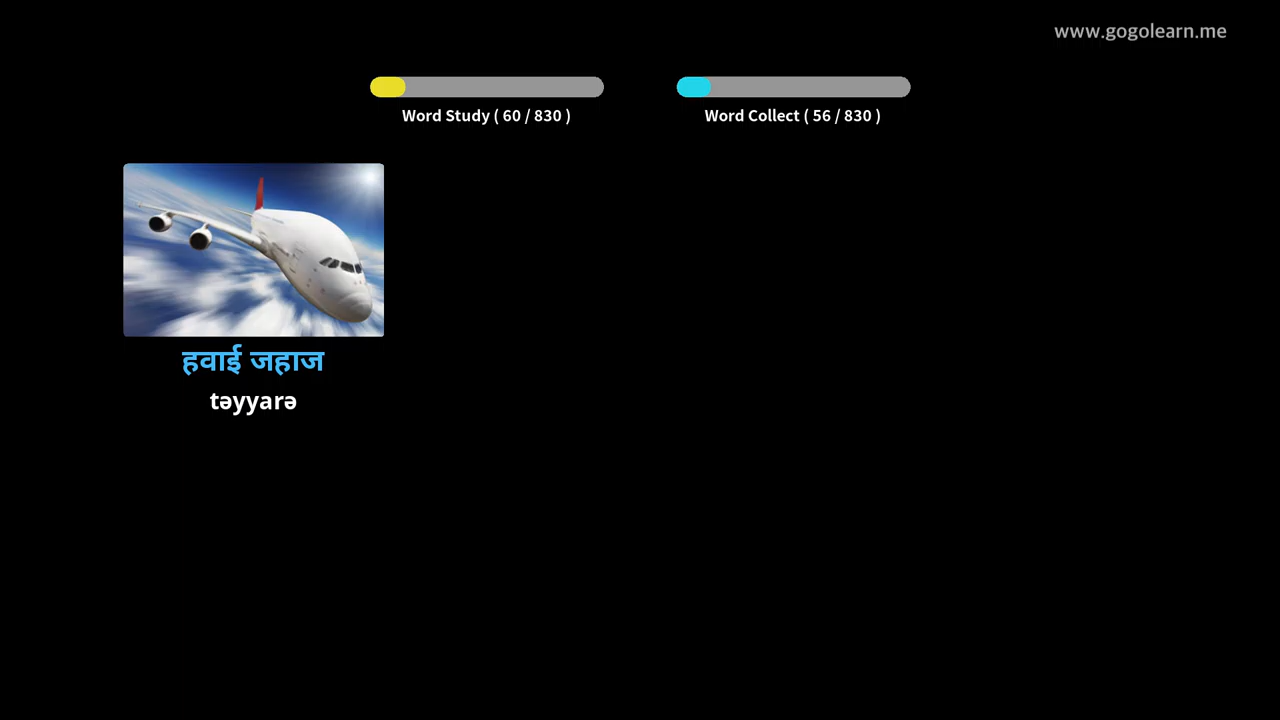 www.gogolearn.me
Word Study ( 60 / 830 )
Word Collect ( 56 / 830 )
हवाई जहाज
təyyarə